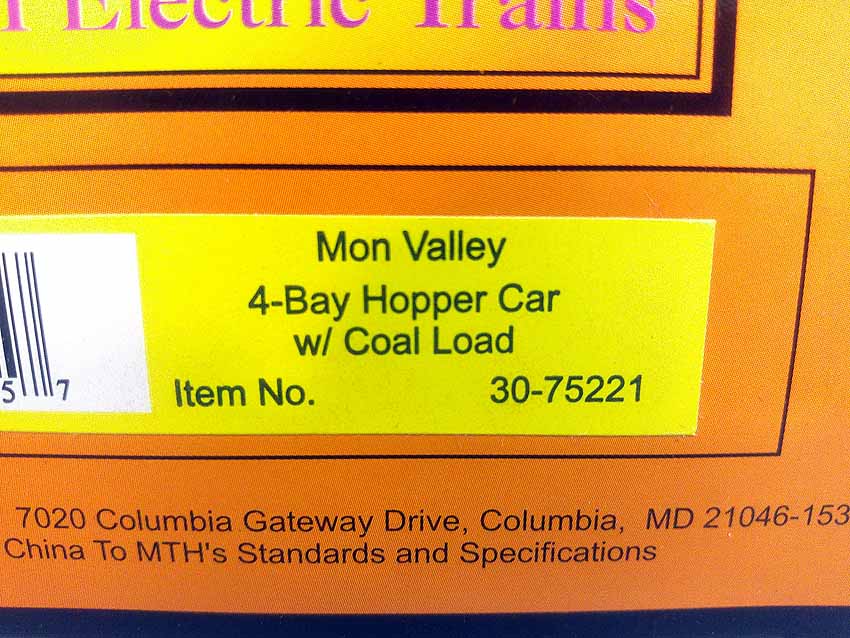 Electric Trains
Mon Valley
4-Bay Hopper Car
w/ Coal Load
Item No. 30-75221
5 7
7020 Columbia Gateway Drive, Columbia, MD 21046-153
China To MTH's Standards and Specifications